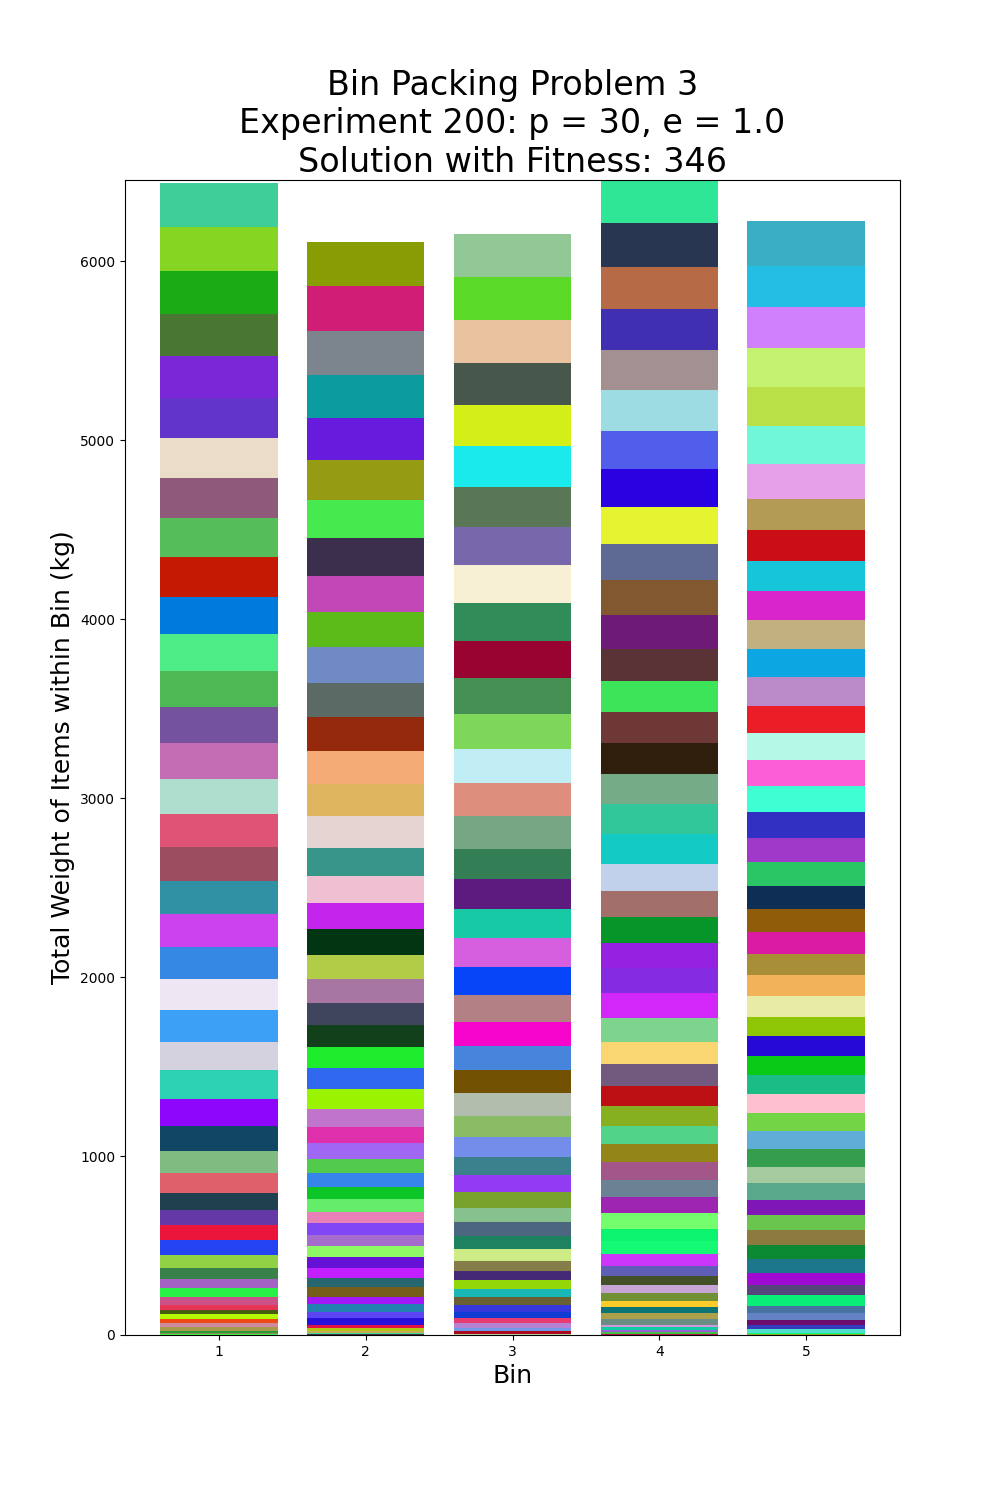 Bin Packing Problem 3
Experiment 200: p = 30, e = 1.0
Solution with Fitness: 346
Total Weight of Items within Bin (kg)
6000
5000
4000
3000
2000
1000
0
1 2 3 4 5
Bin